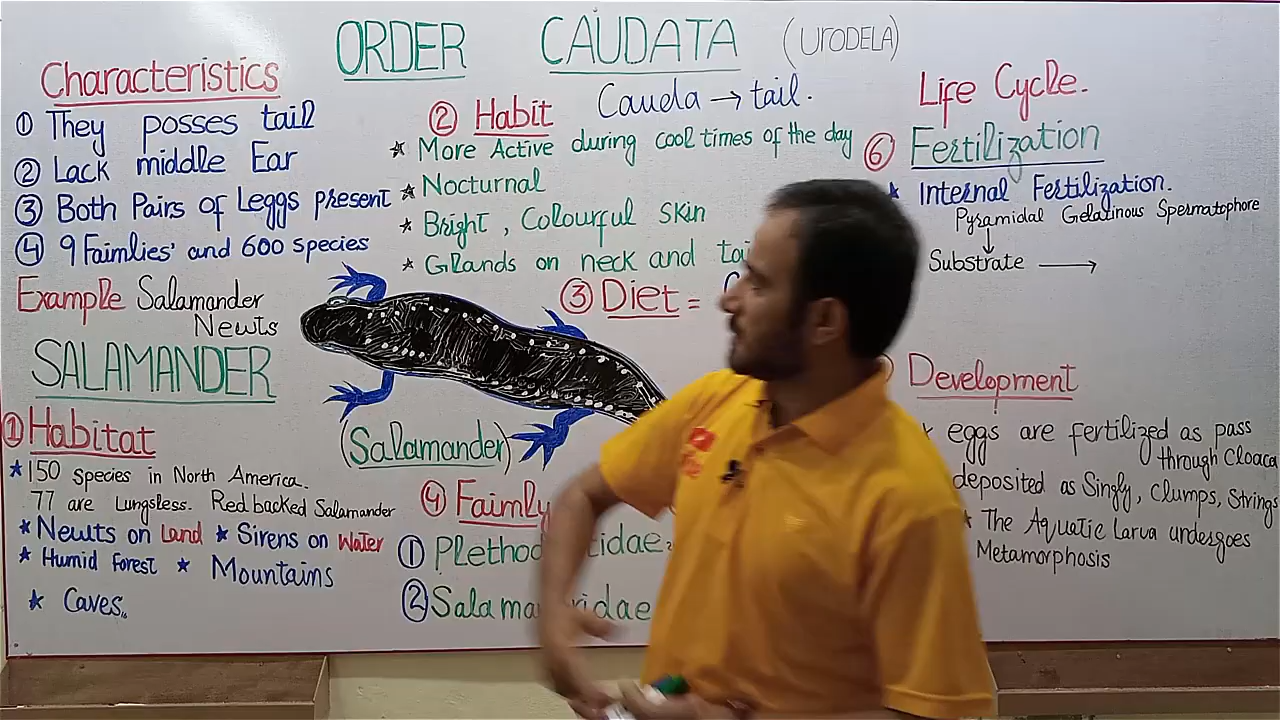 ORDER CAUDATA (UroDELA)
Cauda → tail.
Characteristics
① They posses tail
② Lack middle Ear
③ Both Pairs of Leggs present
④ 9 Faimlies' and 600 species
Example Salamander
Newts
SALAMANDER
① Habitat
* 150 species in North America.
77 are Lungsless. Red backed Salamander
* Newts on Land * Sirens on Water
* Humid Forest * Mountains
* Caves
② Habit
* More Active during cool times of the day
* Nocturnal
* Bright, Colourful skin
* Glands on neck and
③ Diet =
(Salamander)
④ Faimly
①
② 
Life Cycle.
⑥ Fertilization
* Internal Fertilization.
Pyramidal Gelatinous Spermatophore
↓
Substrate →
Development
* eggs are fertilized as pass
through Cloaca
deposited as Singly, Clumps, Strings
* The Aquatic Larva undergoes
Metamorphosis